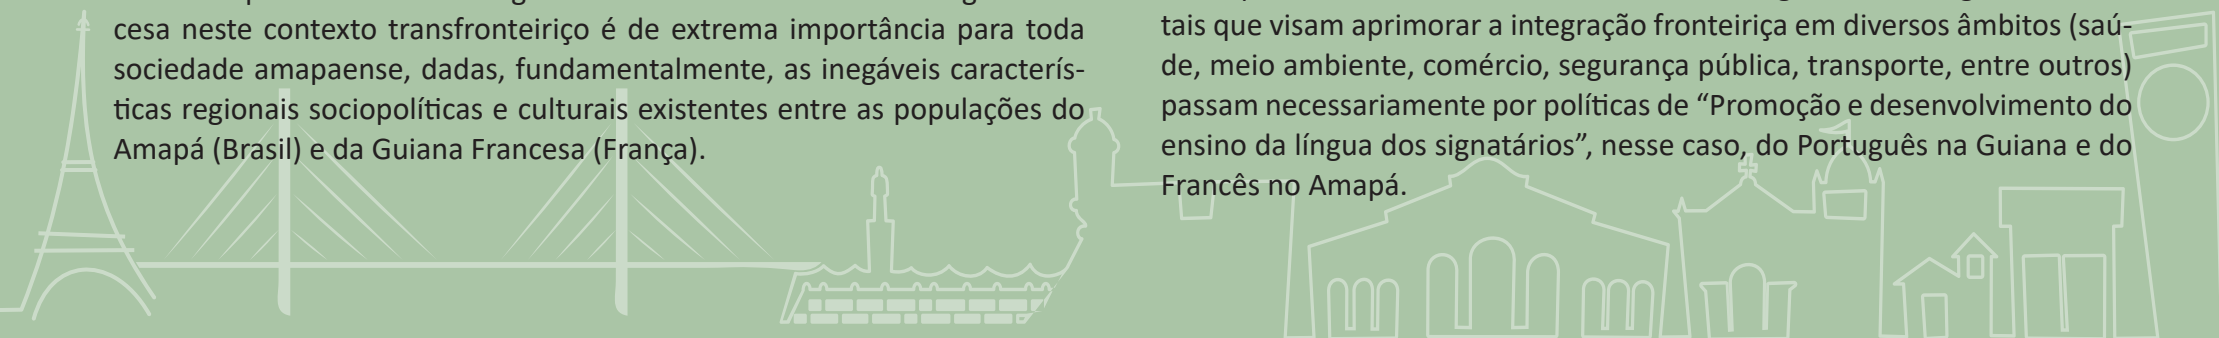 cesa neste contexto transfronteiriço é de extrema importância para toda
sociedade amapaense, dadas, fundamentalmente, as inegáveis caracterís-
ticas regionais sociopolíticas e culturais existentes entre as populações do
Amapá (Brasil) e da Guiana Francesa (França).
tais que visam aprimorar a integração fronteiriça em diversos âmbitos (saú-
de, meio ambiente, comércio, segurança pública, transporte, entre outros)
passam necessariamente por políticas de “Promoção e desenvolvimento do
ensino da língua dos signatários”, nesse caso, do Português na Guiana e do
Francês no Amapá.